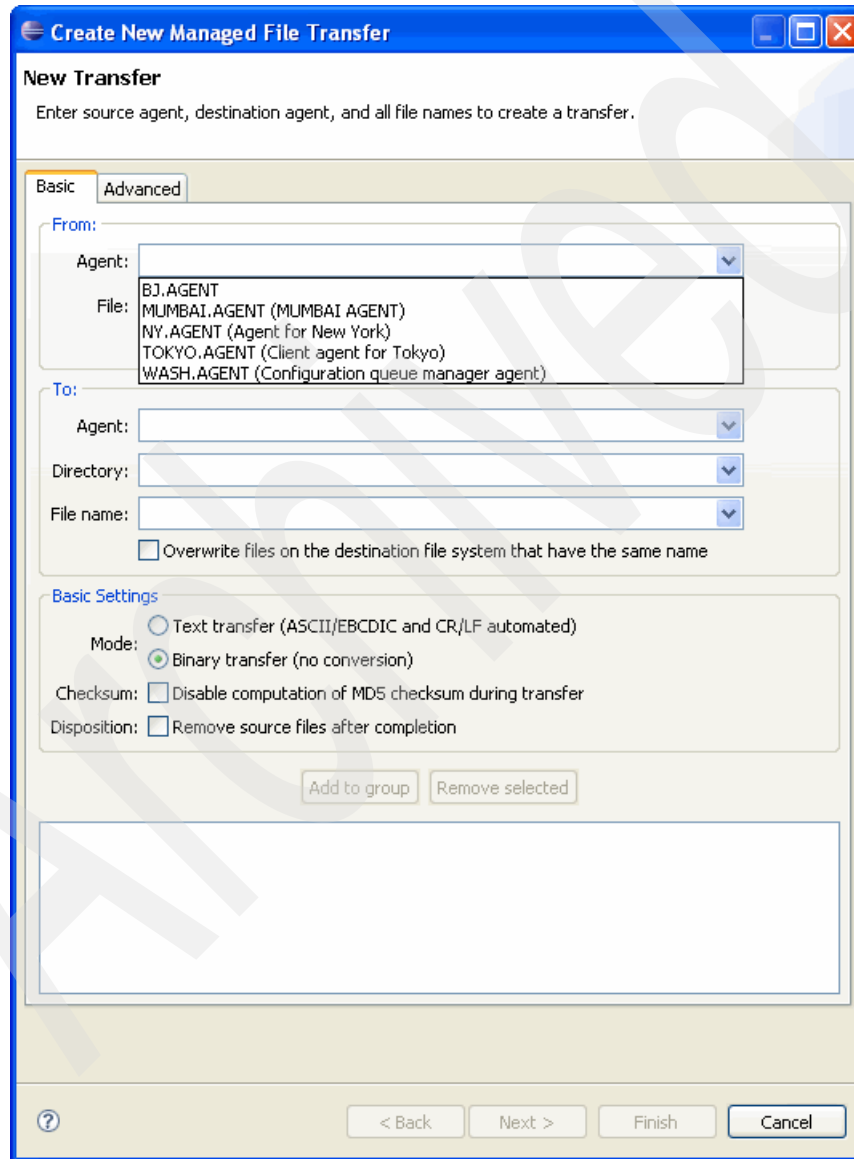 Create New Managed File Transfer
New Transfer
Enter source agent, destination agent, and all file names to create a transfer.
Basic
Advanced
From:
Agent:
BJ.AGENT
MUMBAI.AGENT (MUMBAI AGENT)
File:
NY.AGENT (Agent for New York)
TOKYO.AGENT (Client agent for Tokyo)
WASH.AGENT (Configuration queue manager agent)
To:
Agent:
Directory:
File name:
Overwrite files on the destination file system that have the same name
Basic Settings
Mode:
Text transfer (ASCII/EBCDIC and CR/LF automated)
Binary transfer (no conversion)
Checksum: Disable computation of MD5 checksum during transfer
Disposition: Remove source files after completion
Add to group Remove selected
? < Back Next > Finish Cancel
Archived